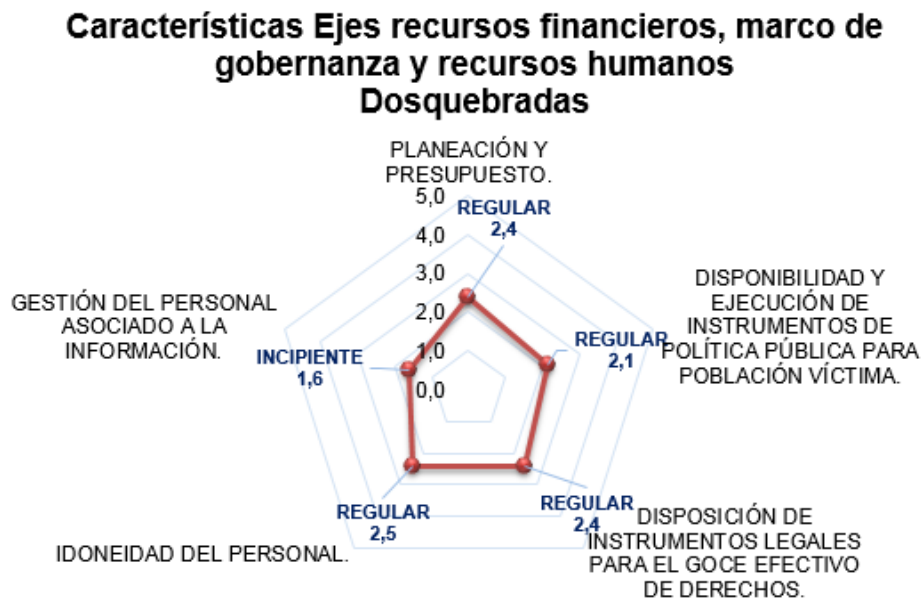 Características Ejes recursos financieros, marco de
gobernanza y recursos humanos
Dosquebradas
PLANEACIÓN Y
PRESUPUESTO.
5,0
4,0
3,0
2,0
1,0
0,0
REGULAR
2,4
DISPONIBILIDAD Y
EJECUCIÓN DE
INSTRUMENTOS DE
POLÍTICA PÚBLICA PARA
POBLACIÓN VÍCTIMA.
REGULAR
2,1
DISPOSICIÓN DE
INSTRUMENTOS LEGALES
PARA EL GOCE EFECTIVO
DE DERECHOS.
REGULAR
2,4
IDONEIDAD DEL PERSONAL.
REGULAR
2,5
GESTIÓN DEL PERSONAL
ASOCIADO A LA
INFORMACIÓN.
INCIPIENTE
1,6